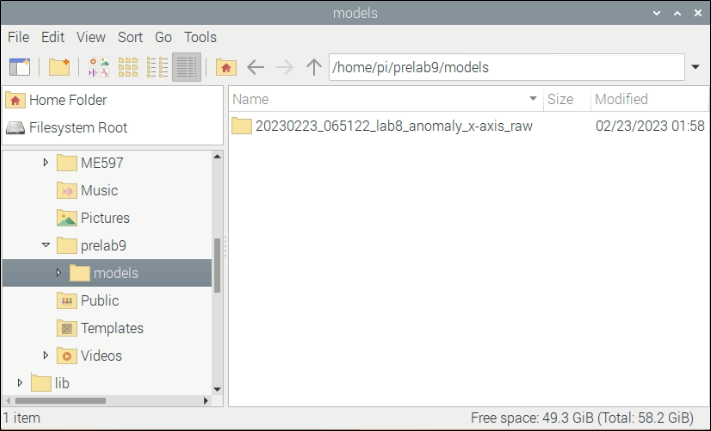 models
File Edit View Sort Go Tools
/home/pi/prelab9/models
Home Folder
Filesystem Root
ME597
Music
Pictures
prelab9
models
Public
Templates
Videos
lib
Name Size Modified
20230223_065122_lab8_anomaly_x-axis_raw 02/23/2023 01:58
1 item Free space: 49.3 GiB (Total: 58.2 GiB)